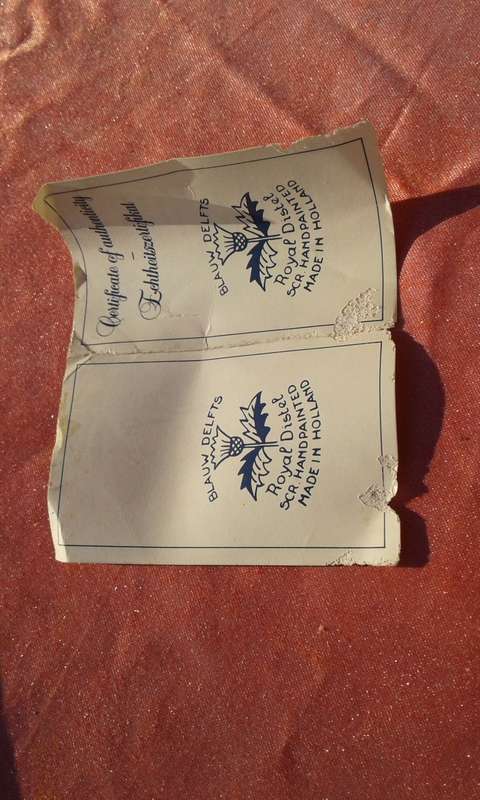 Certificate of authenticity
-
Echtheitszertifikat
BLAUW DELFTS
Royal Distel
SCR. HANDPAINTED
MADE IN HOLLAND
BLAUW DELFTS
Royal Distel
SCR. HANDPAINTED
MADE IN HOLLAND